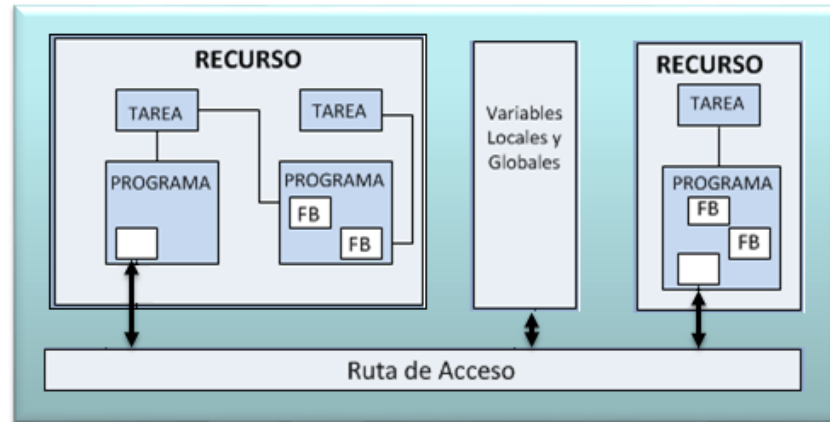 RECURSO
TAREA
TAREA
PROGRAMA
PROGRAMA
FB
FB
Variables
Locales y
Globales
RECURSO
TAREA
PROGRAMA
FB
FB
Ruta de Acceso